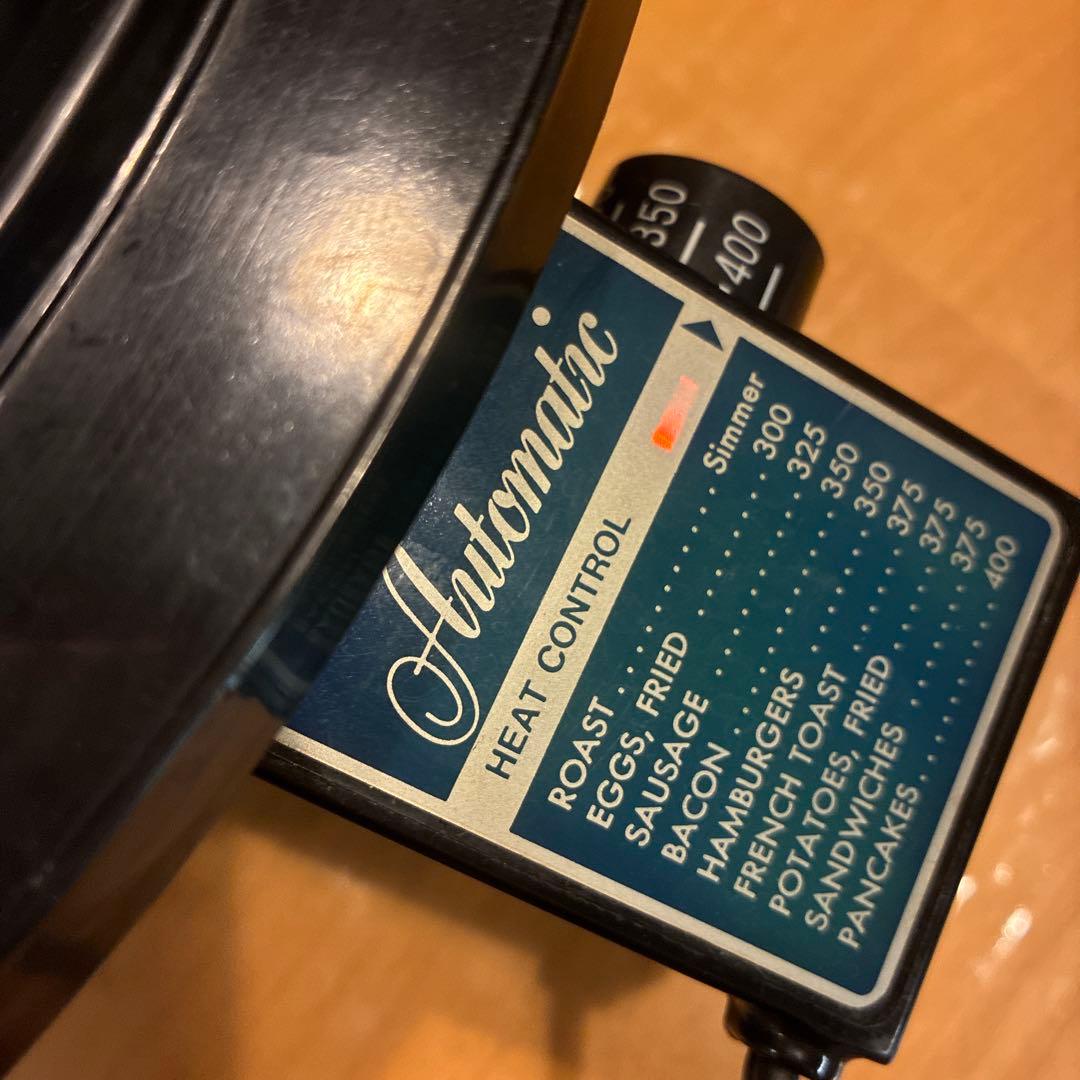 350
400
Automatic
HEAT CONTROL
ROAST . . . . . . . . Simmer
EGGS, FRIED . . . . . . . 300
SAUSAGE . . . . . . . . 325
BACON . . . . . . . . . 350
HAMBURGERS . . . . . . . 350
FRENCH TOAST . . . . . . 375
POTATOES, FRIED . . . . . 375
SANDWICHES . . . . . . . 375
PANCAKES . . . . . . . . 400